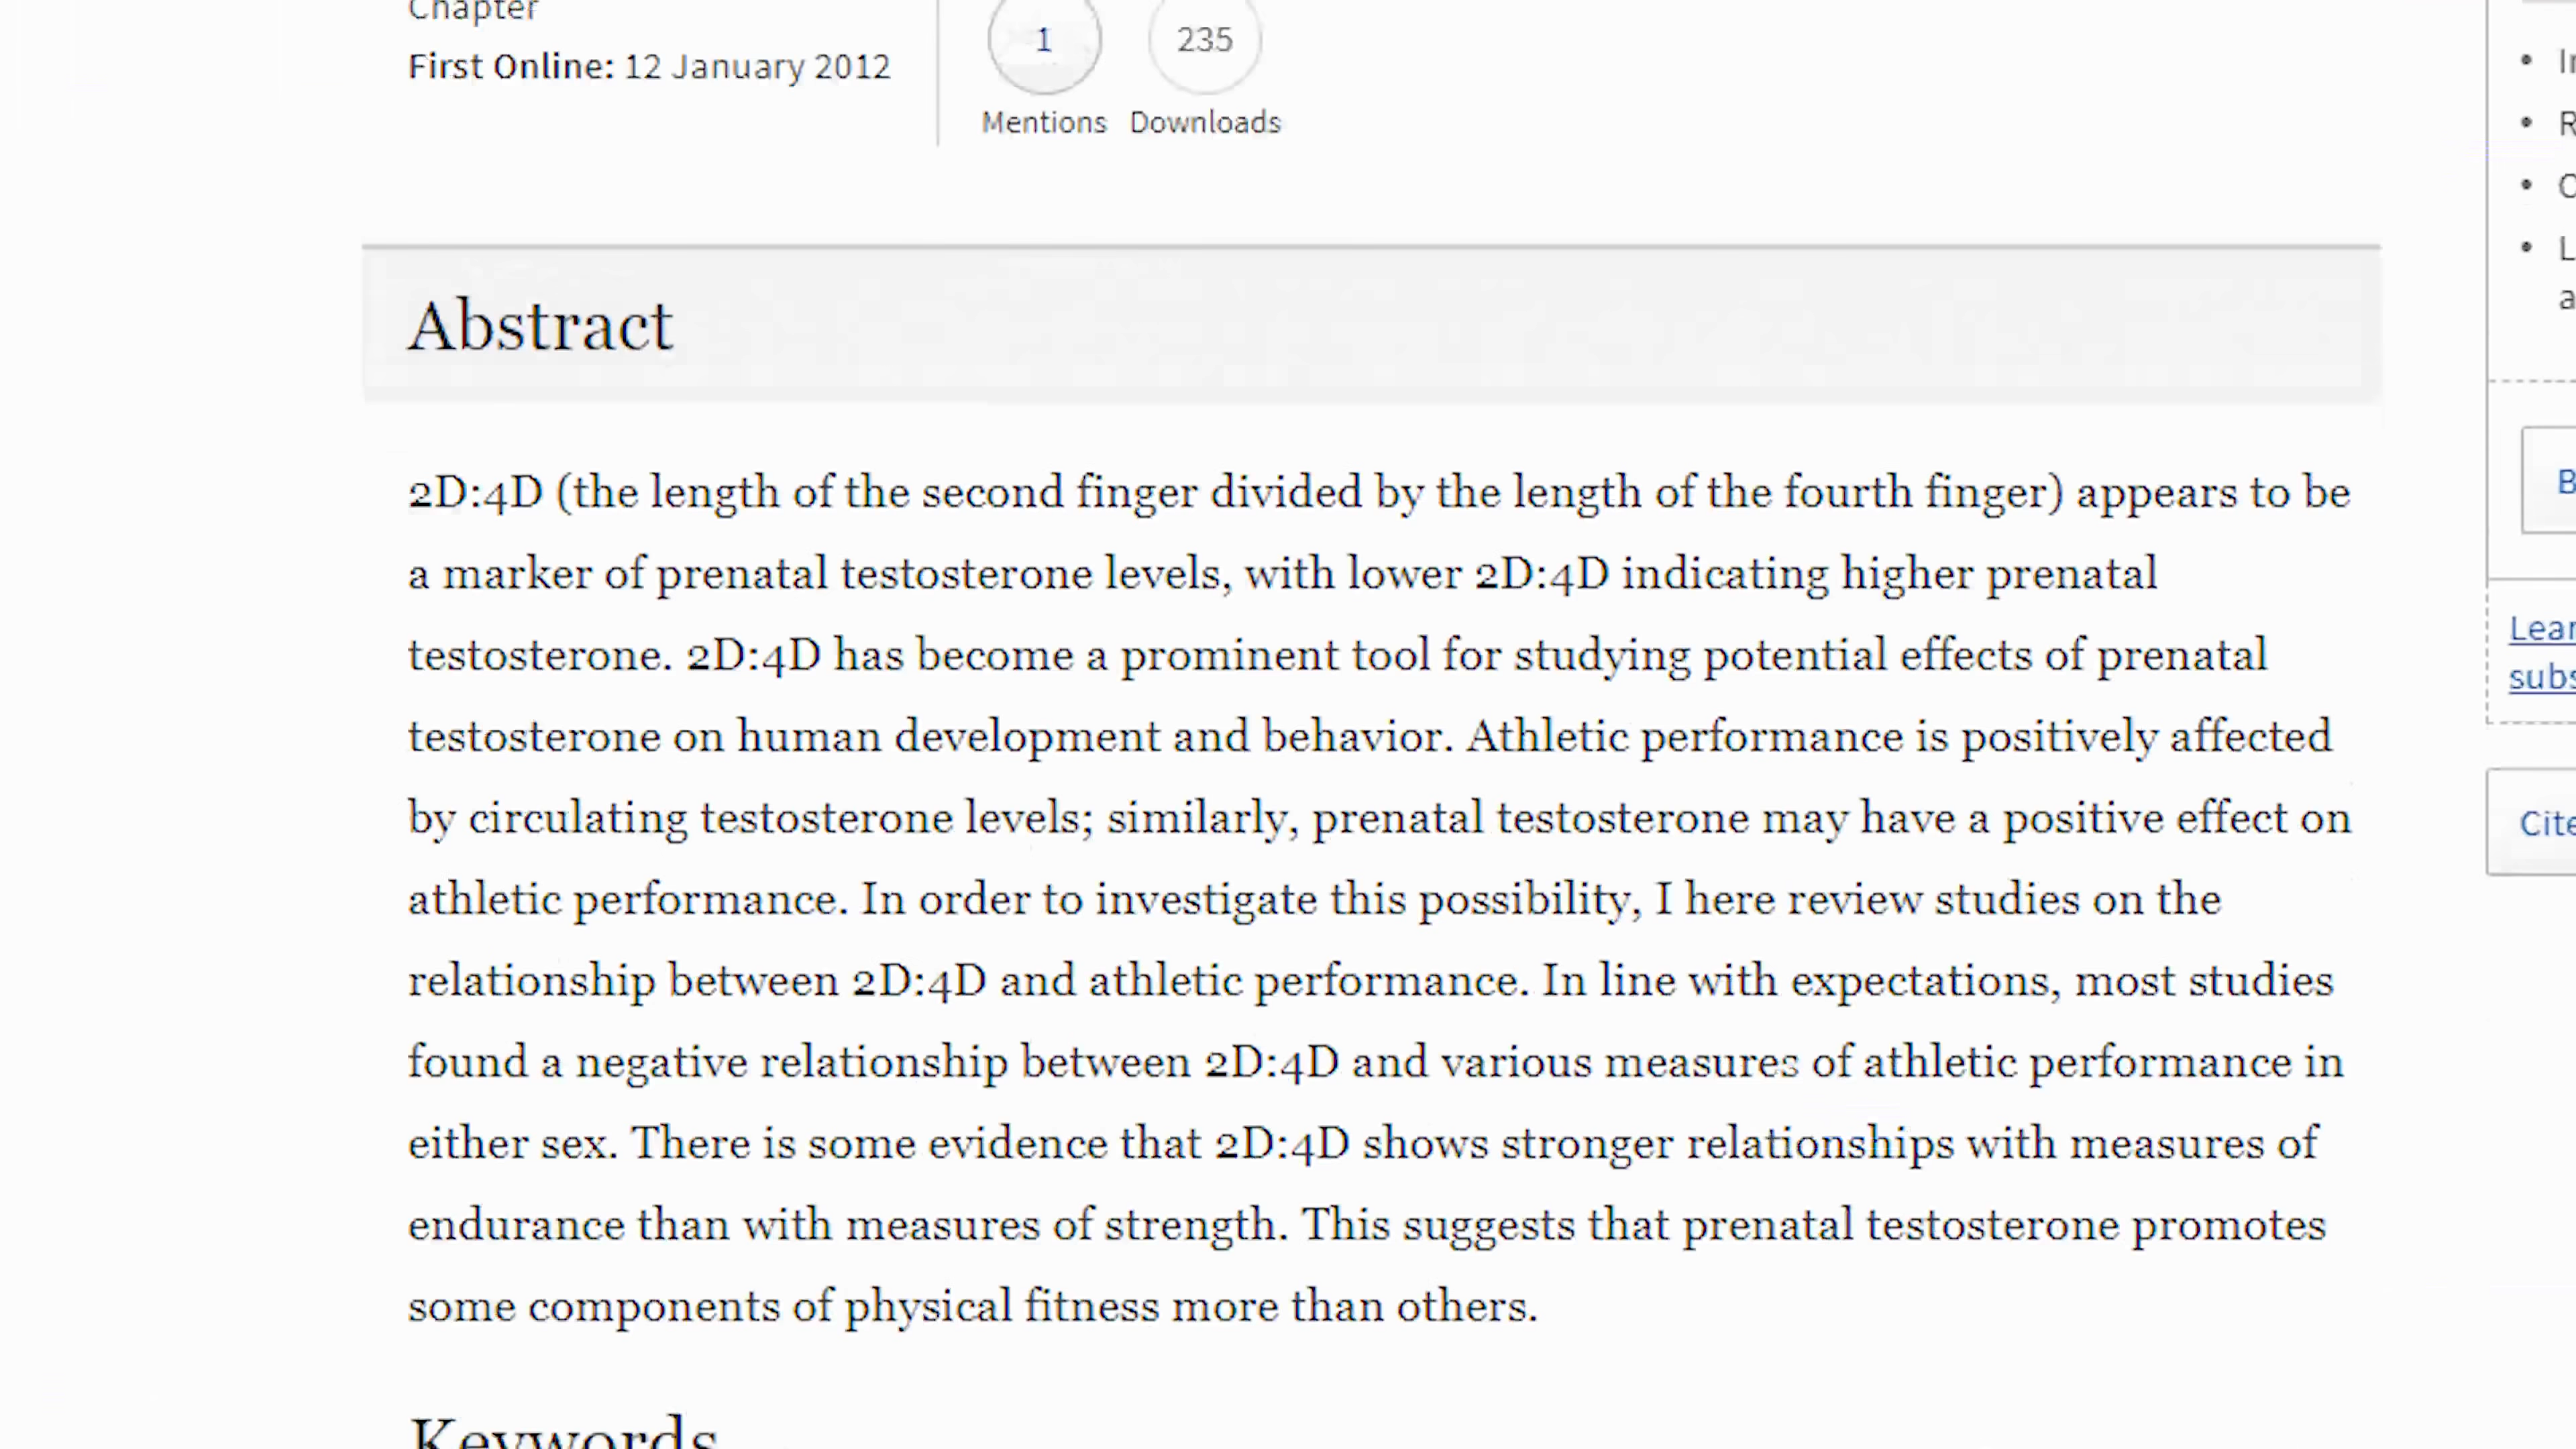 Chapter
First Online: 12 January 2012
1
235
Mentions Downloads
Abstract
2D:4D (the length of the second finger divided by the length of the fourth finger) appears to be
a marker of prenatal testosterone levels, with lower 2D:4D indicating higher prenatal
testosterone. 2D:4D has become a prominent tool for studying potential effects of prenatal
testosterone on human development and behavior. Athletic performance is positively affected
by circulating testosterone levels; similarly, prenatal testosterone may have a positive effect on
athletic performance. In order to investigate this possibility, I here review studies on the
relationship between 2D:4D and athletic performance. In line with expectations, most studies
found a negative relationship between 2D:4D and various measures of athletic performance in
either sex. There is some evidence that 2D:4D shows stronger relationships with measures of
endurance than with measures of strength. This suggests that prenatal testosterone promotes
some components of physical fitness more than others.
Keywords
Cite